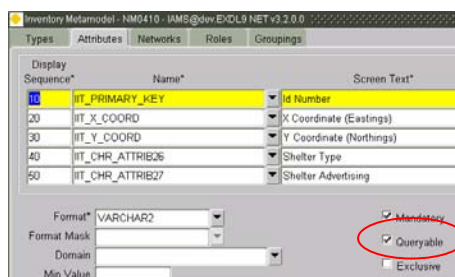 Inventory Metamodel - NM0410 - IAMS@dev.EXDL9.NET v3.2.0.0
Types Attributes Networks Roles Groupings
Display
Sequence* Name* Screen Text*
10 IIT_PRIMARY_KEY Id Number
20 IIT_X_COORD X Coordinate (Eastings)
30 IIT_Y_COORD Y Coordinate (Northings)
40 IIT_CHR_ATTRIB26 Shelter Type
50 IIT_CHR_ATTRIB27 Shelter Advertising
Format* VARCHAR2 Mandatory
Format Mask Queryable
Domain Exclusive
Min Value